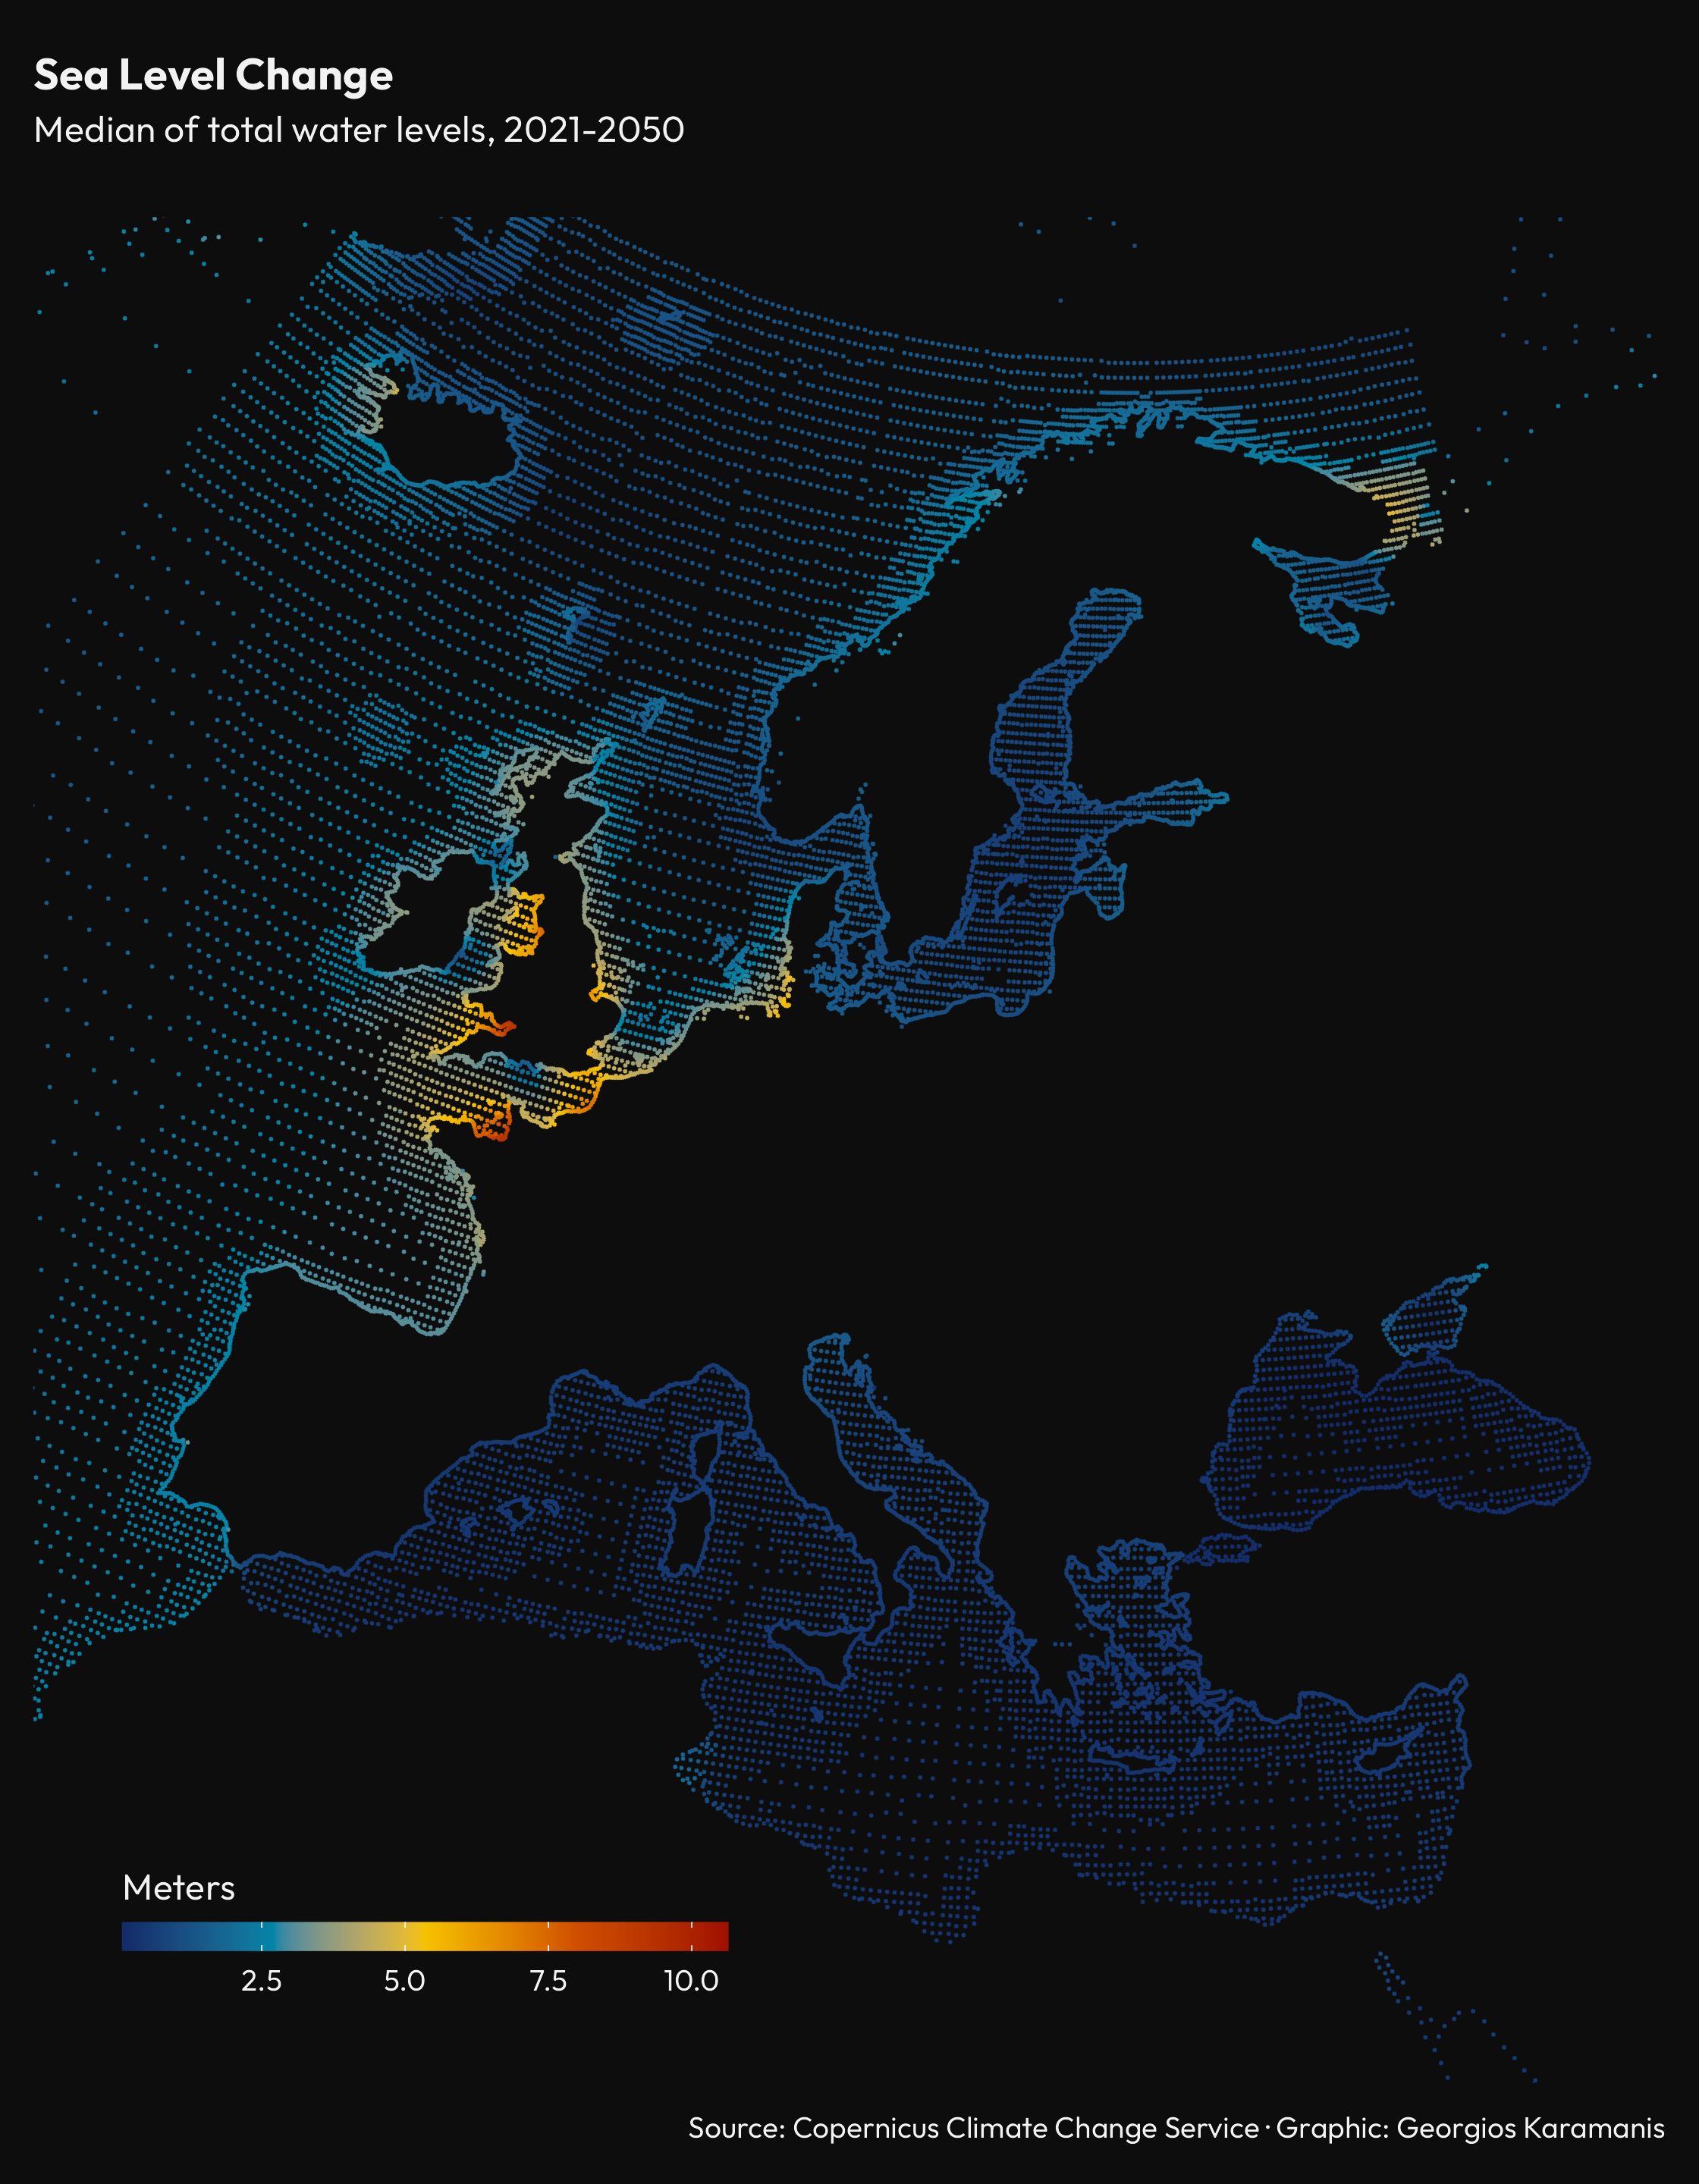 Sea Level Change
Median of total water levels, 2021-2050
Meters
2.5 5.0 7.5 10.0
Source: Copernicus Climate Change Service · Graphic: Georgios Karamanis